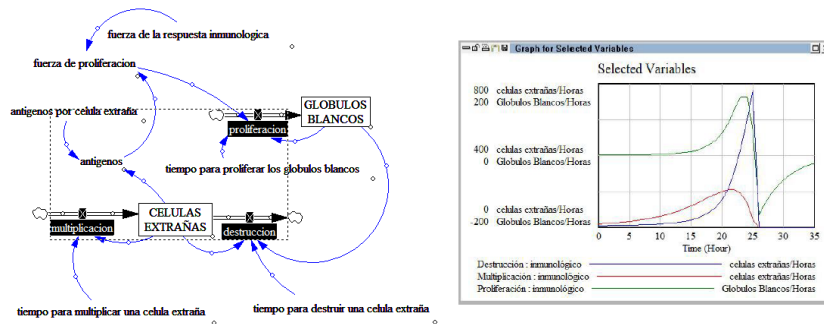 fuerza de la respuesta inmunologica
fuerza de proliferacion
antigenos por celula extraña
GLOBULOS
BLANCOS
proliferacion
antigenos
tiempo para proliferar los globulos blancos
CELULAS
EXTRAÑAS
multiplicacion
destruccion
tiempo para multiplicar una celula extraña
tiempo para destruir una celula extraña
Graph for Selected Variables
Selected Variables
800 celulas extrañas/Horas
200 Globulos Blancos/Horas
400 celulas extrañas/Horas
0 Globulos Blancos/Horas
0 celulas extrañas/Horas
-200 Globulos Blancos/Horas
0 5 10 15 20 25 30 35
Time (Hour)
Destrucción : inmunológico celulas extrañas/Horas
Multiplicación : inmunológico celulas extrañas/Horas
Proliferación : inmunológico Globulos Blancos/Horas